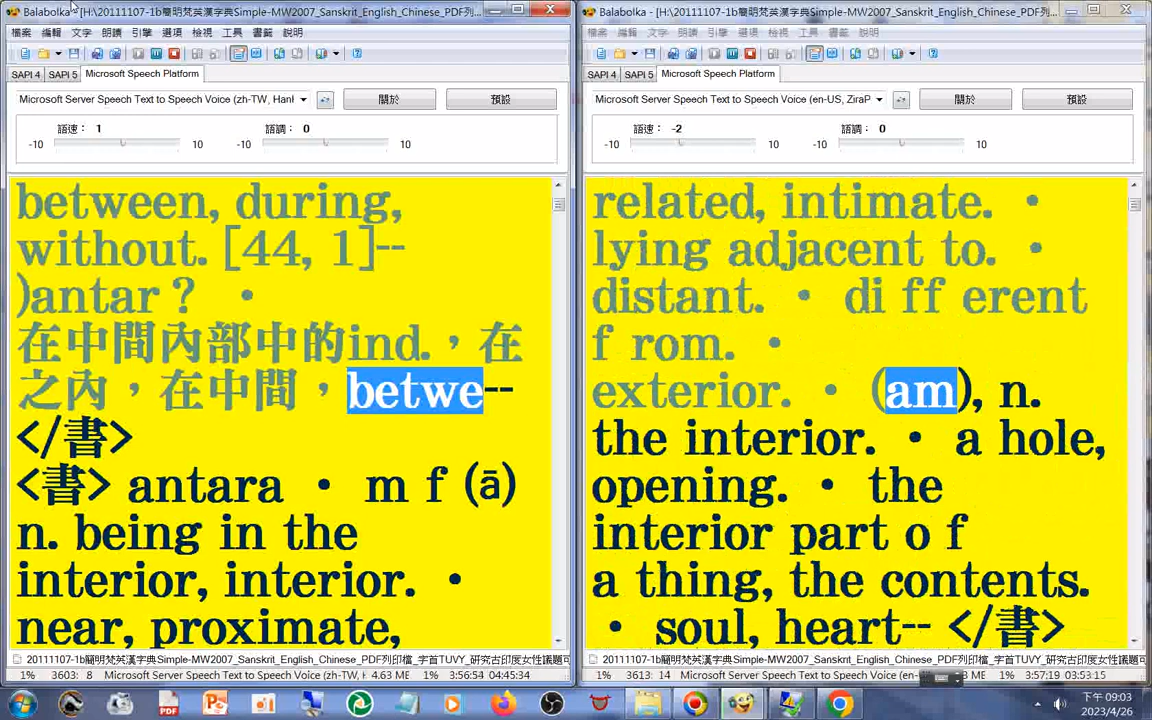 Balabolka - [H:\20111107-1b簡明梵英漢字典Simple-MW2007_Sanskrit_English_Chinese_PDF列...
檔案 編輯 文字 朗讀 引擎 選項 檢視 工具 書籤 說明
SAPI 4 SAPI 5 Microsoft Speech Platform
Microsoft Server Speech Text to Speech Voice (zh-TW, Hanl
關於
預設
語速： 1
語調： 0
-10 10 -10 10
between, during,
without. [44, 1]--
)antar？ •
在中間內部中的ind.，在
之內，在中間，betwe--
</書>
<書> antara • m f (ā)
n. being in the
interior, interior. •
near, proximate,
20111107-1b簡明梵英漢字典Simple-MW2007_Sanskrit_English_Chinese_PDF列印檔_字首TUVY_研究古印度女性議題可
1% 3603: 8 Microsoft Server Speech Text to Speech Voice (zh-TW, H 4.63 ME 1% 3:56:54 04:45:34
Balabolka - [H:\20111107-1b簡明梵英漢字典Simple-MW2007_Sanskrit_English_Chinese_PDF列印...
檔案 編輯 文字 朗讀 引擎 選項 檢視 工具 書籤 說明
SAPI 4 SAPI 5 Microsoft Speech Platform
Microsoft Server Speech Text to Speech Voice (en-US, ZiraP
關於
預設
語速： -2
語調： 0
-10 10 -10 10
related, intimate. •
lying adjacent to. •
distant. • di ff erent
f rom. •
exterior. • (am), n.
the interior. • a hole,
opening. • the
interior part o f
a thing, the contents.
• soul, heart-- </書>
20111107-1b簡明梵英漢字典Simple-MW2007_Sanskrit_English_Chinese_PDF列印檔_字首TUVY_研究古印度女性議題可
1% 3613: 14 Microsoft Server Speech Text to Speech Voice (en-US, 4.63 ME 1% 3:57:19 03:53:15
下午 09:03
2023/4/26